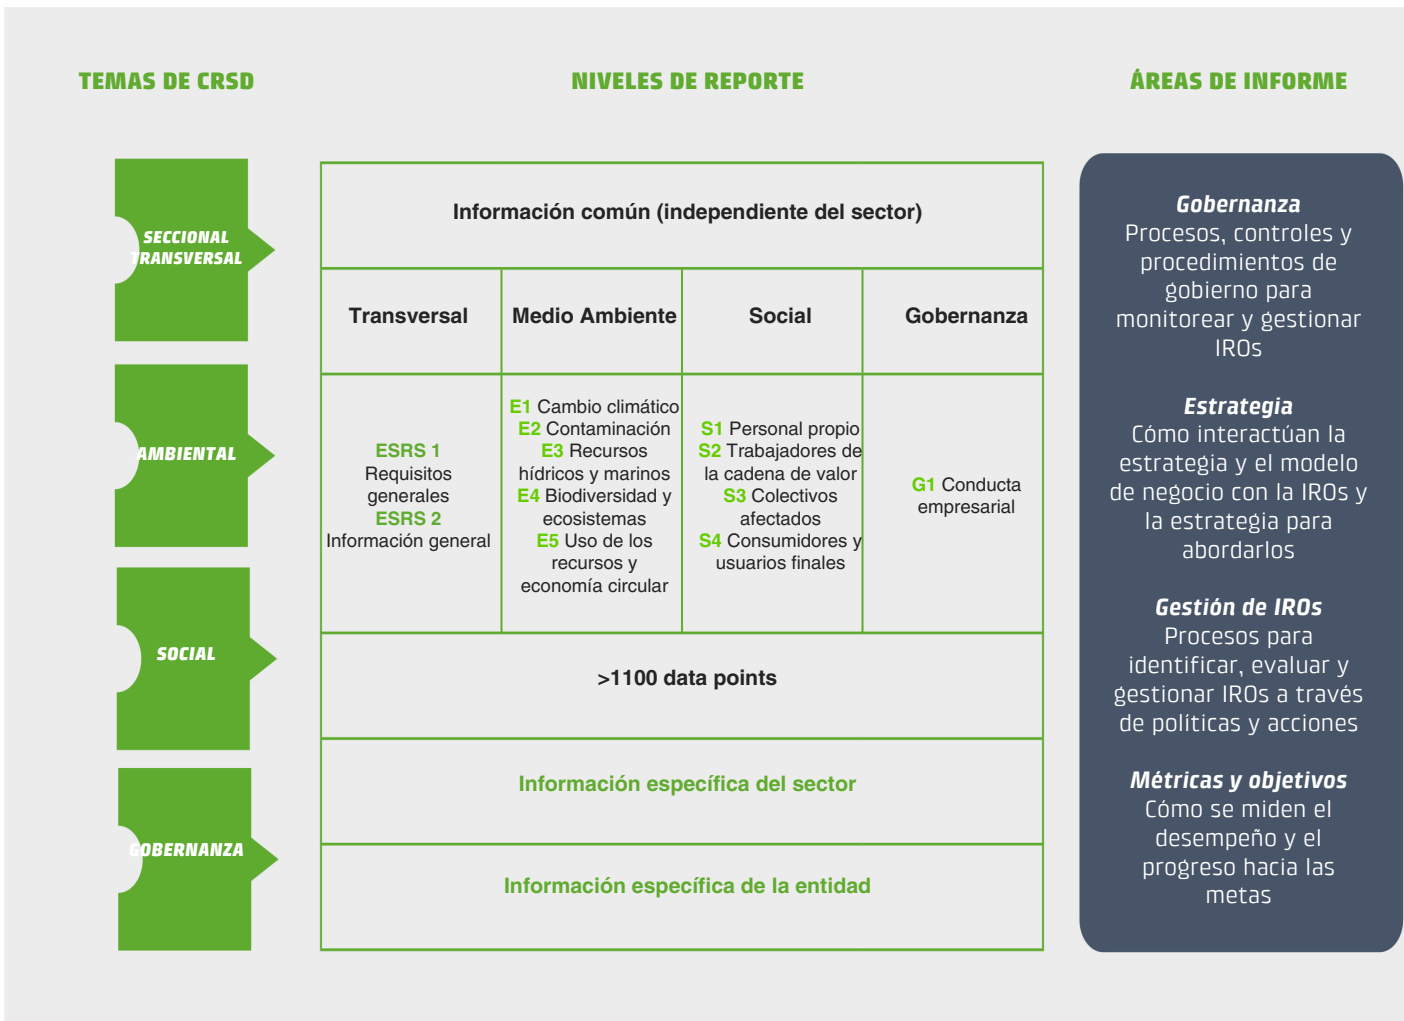 TEMAS DE CRSD
NIVELES DE REPORTE
ÁREAS DE INFORME
SECCIONAL
TRANSVERSAL
AMBIENTAL
SOCIAL
GOBERNANZA
Información común (independiente del sector)
Transversal
Medio Ambiente
Social
Gobernanza
ESRS 1
Requisitos
generales
ESRS 2
Información general
E1 Cambio climático
E2 Contaminación
E3 Recursos
hídricos y marinos
E4 Biodiversidad y
ecosistemas
E5 Uso de los
recursos y
economía circular
S1 Personal propio
S2 Trabajadores de
la cadena de valor
S3 Colectivos
afectados
S4 Consumidores y
usuarios finales
G1 Conducta
empresarial
>1100 data points
Información específica del sector
Información específica de la entidad
Gobernanza
Procesos, controles y
procedimientos de
gobierno para
monitorear y gestionar
IROs
Estrategia
Cómo interactúan la
estrategia y el modelo
de negocio con la IROs y
la estrategia para
abordarlos
Gestión de IROs
Procesos para
identificar, evaluar y
gestionar IROs a través
de políticas y acciones
Métricas y objetivos
Cómo se miden el
desempeño y el
progreso hacia las
metas